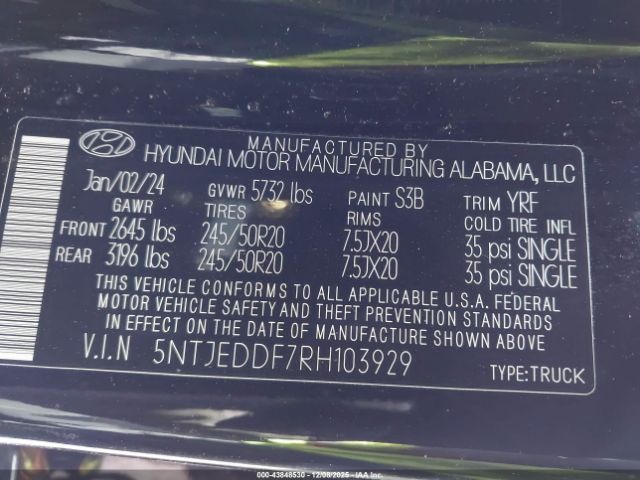 MANUFACTURED BY
HYUNDAI MOTOR MANUFACTURING ALABAMA, LLC
Jan/02/24 GVWR 5732 lbs PAINT S3B TRIM YRF
GAWR TIRES RIMS COLD TIRE INFL
FRONT 2645 lbs 245/50R20 7.5JX20 35 psi SINGLE
REAR 3196 lbs 245/50R20 7.5JX20 35 psi SINGLE
THIS VEHICLE CONFORMS TO ALL APPLICABLE U.S.A. FEDERAL
MOTOR VEHICLE SAFETY AND THEFT PREVENTION STANDARDS
IN EFFECT ON THE DATE OF MANUFACTURE SHOWN ABOVE
V.I.N 5NTJEDDF7RH103929
TYPE:TRUCK
000-43848530 - 12/08/2025 - IAA Inc.